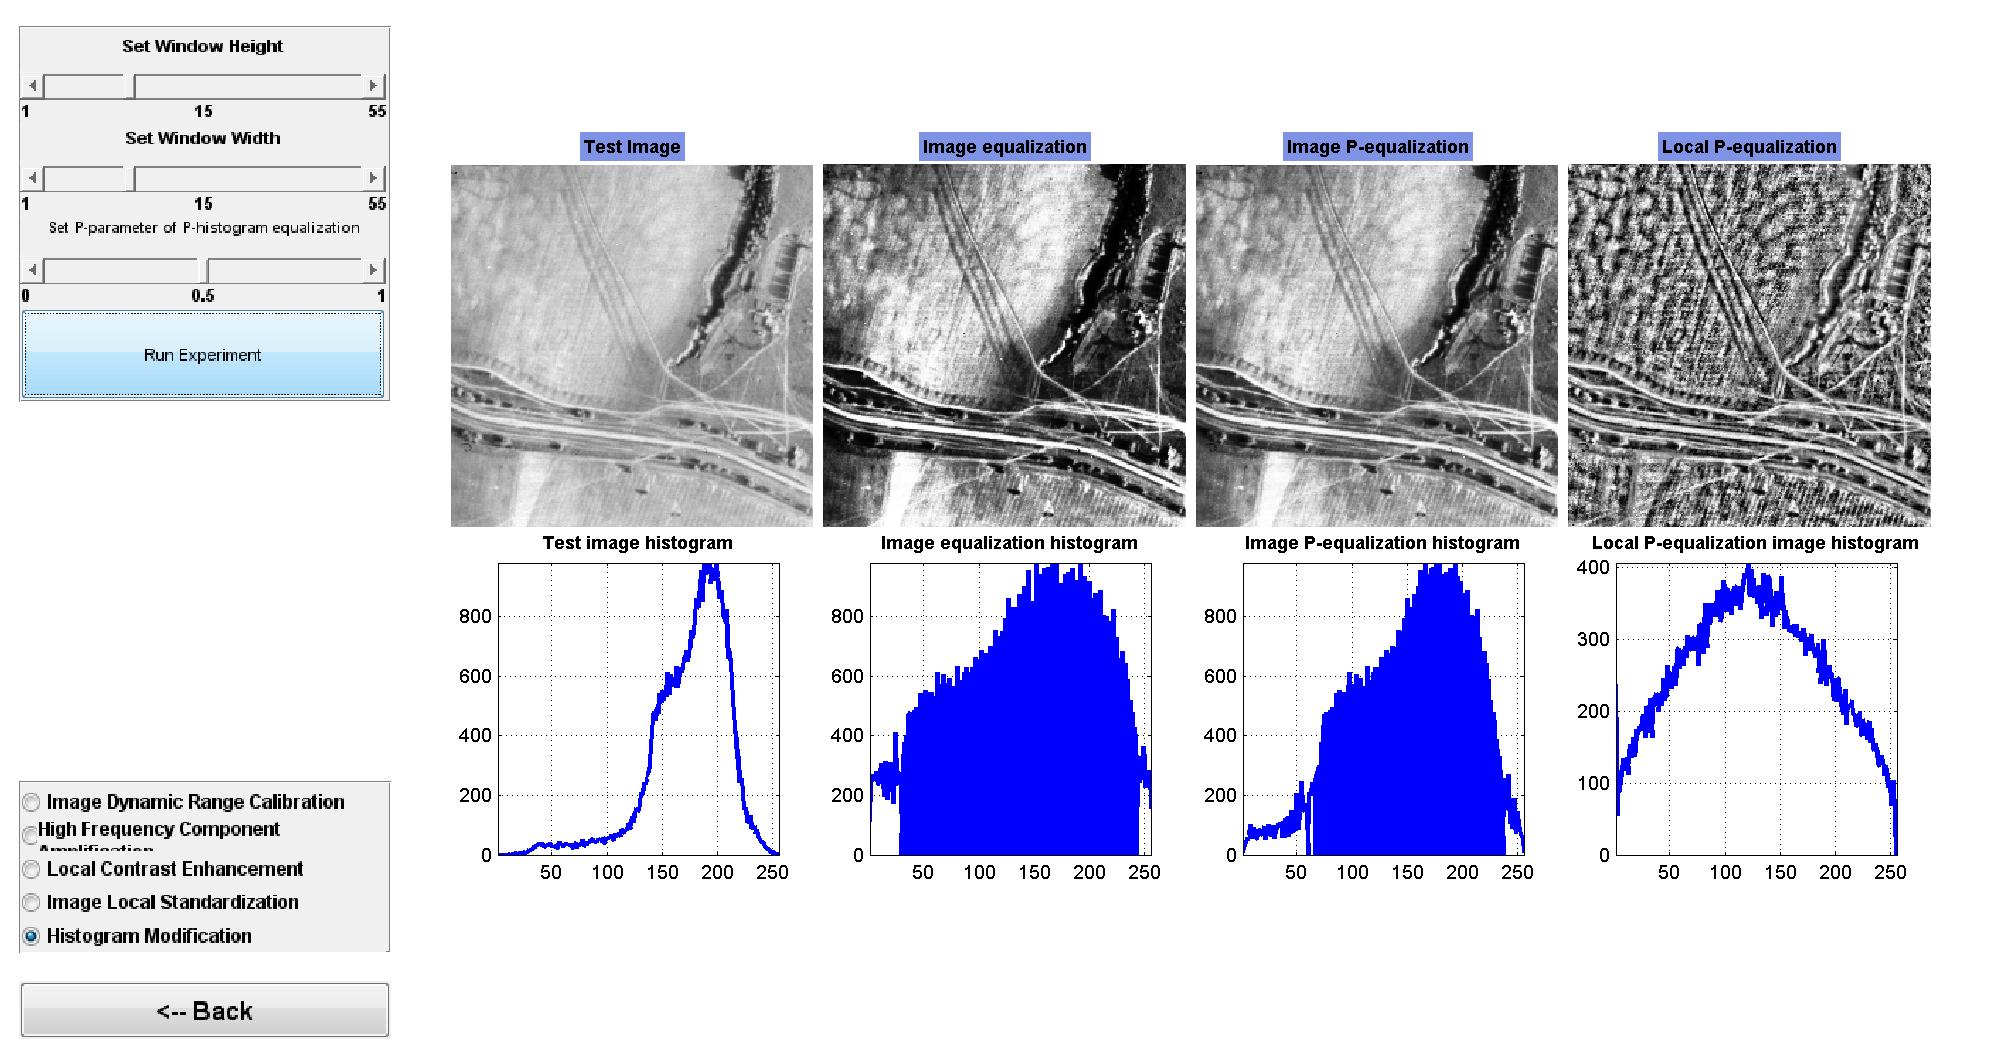 Set Window Height
1 15 55
Set Window Width
1 15 55
Set P-parameter of P-histogram equalization
0 0.5 1
Run Experiment
Image Dynamic Range Calibration
High Frequency Component
Amplification
Local Contrast Enhancement
Image Local Standardization
Histogram Modification
<-- Back
Test Image
Image equalization
Image P-equalization
Local P-equalization
Test image histogram
800
600
400
200
0
50 100 150 200 250
Image equalization histogram
800
600
400
200
0
50 100 150 200 250
Image P-equalization histogram
800
600
400
200
0
50 100 150 200 250
Local P-equalization image histogram
400
300
200
100
0
50 100 150 200 250